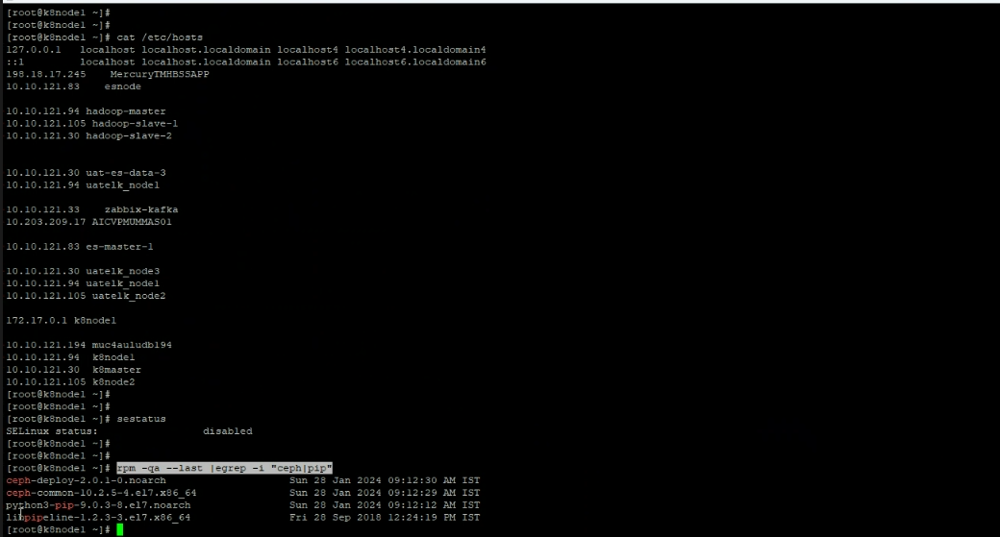 [root@k8node1 ~]#
[root@k8node1 ~]#
[root@k8node1 ~]# cat /etc/hosts
127.0.0.1   localhost localhost.localdomain localhost4 localhost4.localdomain4
::1         localhost localhost.localdomain localhost6 localhost6.localdomain6
198.18.17.245    MercuryTMHBSSAPP
10.10.121.83    esnode
10.10.121.94 hadoop-master
10.10.121.105 hadoop-slave-1
10.10.121.30 hadoop-slave-2
10.10.121.30 uat-es-data-3
10.10.121.94 uatelk_node1
10.10.121.33    zabbix-kafka
10.203.209.17 AICVPMUMMAS01
10.10.121.83 es-master-1
10.10.121.30 uatelk_node3
10.10.121.94 uatelk_node1
10.10.121.105 uatelk_node2
172.17.0.1 k8node1
10.10.121.194 muc4auludb194
10.10.121.94  k8node1
10.10.121.30  k8master
10.10.121.105 k8node2
[root@k8node1 ~]#
[root@k8node1 ~]#
[root@k8node1 ~]# sestatus
SELinux status:                 disabled
[root@k8node1 ~]#
[root@k8node1 ~]#
[root@k8node1 ~]# rpm -qa --last |egrep -i "ceph|pip"
ceph-deploy-2.0.1-0.noarch                    Sun 28 Jan 2024 09:12:30 AM IST
ceph-common-10.2.5-4.el7.x86_64               Sun 28 Jan 2024 09:12:29 AM IST
python3-pip-9.0.3-8.el7.noarch                Sun 28 Jan 2024 09:12:12 AM IST
libpipeline-1.2.3-3.el7.x86_64                Fri 28 Sep 2018 12:24:19 PM IST
[root@k8node1 ~]#